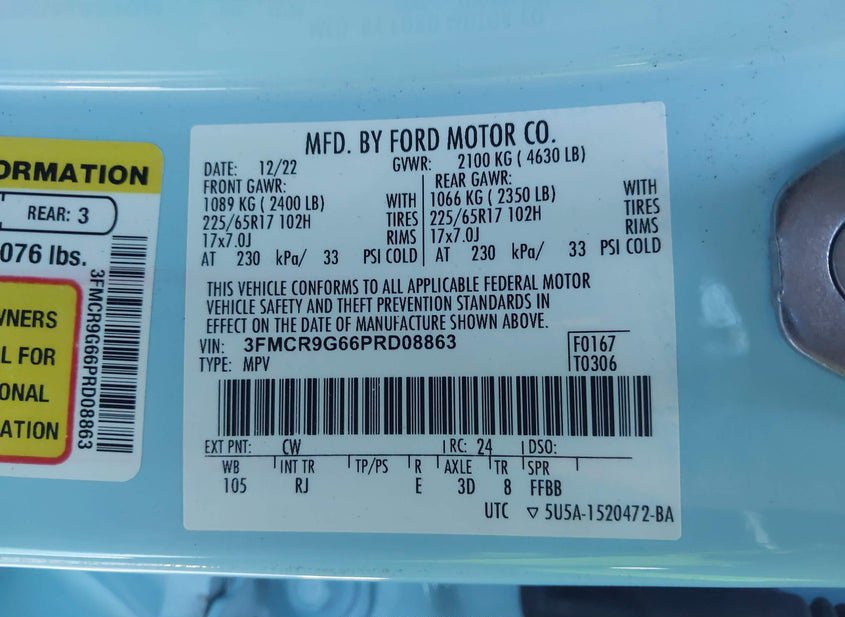 ORMATION
REAR: 3
076 lbs.
3FMCR9G66PRD08863
WNERS
L FOR
ONAL
ATION
MFD. BY FORD MOTOR CO.
DATE: 12/22 GVWR: 2100 KG ( 4630 LB)
FRONT GAWR: REAR GAWR:
1089 KG ( 2400 LB) WITH 1066 KG ( 2350 LB) WITH
225/65R17 102H TIRES 225/65R17 102H TIRES
17x7.0J RIMS 17x7.0J RIMS
AT 230 kPa/ 33 PSI COLD AT 230 kPa/ 33 PSI COLD
THIS VEHICLE CONFORMS TO ALL APPLICABLE FEDERAL MOTOR
VEHICLE SAFETY AND THEFT PREVENTION STANDARDS IN
EFFECT ON THE DATE OF MANUFACTURE SHOWN ABOVE.
VIN: 3FMCR9G66PRD08863 F0167
TYPE: MPV T0306
EXT PNT: CW RC: 24 DSO:
WB INT TR TP/PS R AXLE TR SPR
105 RJ E 3D 8 FFBB
UTC ▽ 5U5A-1520472-BA